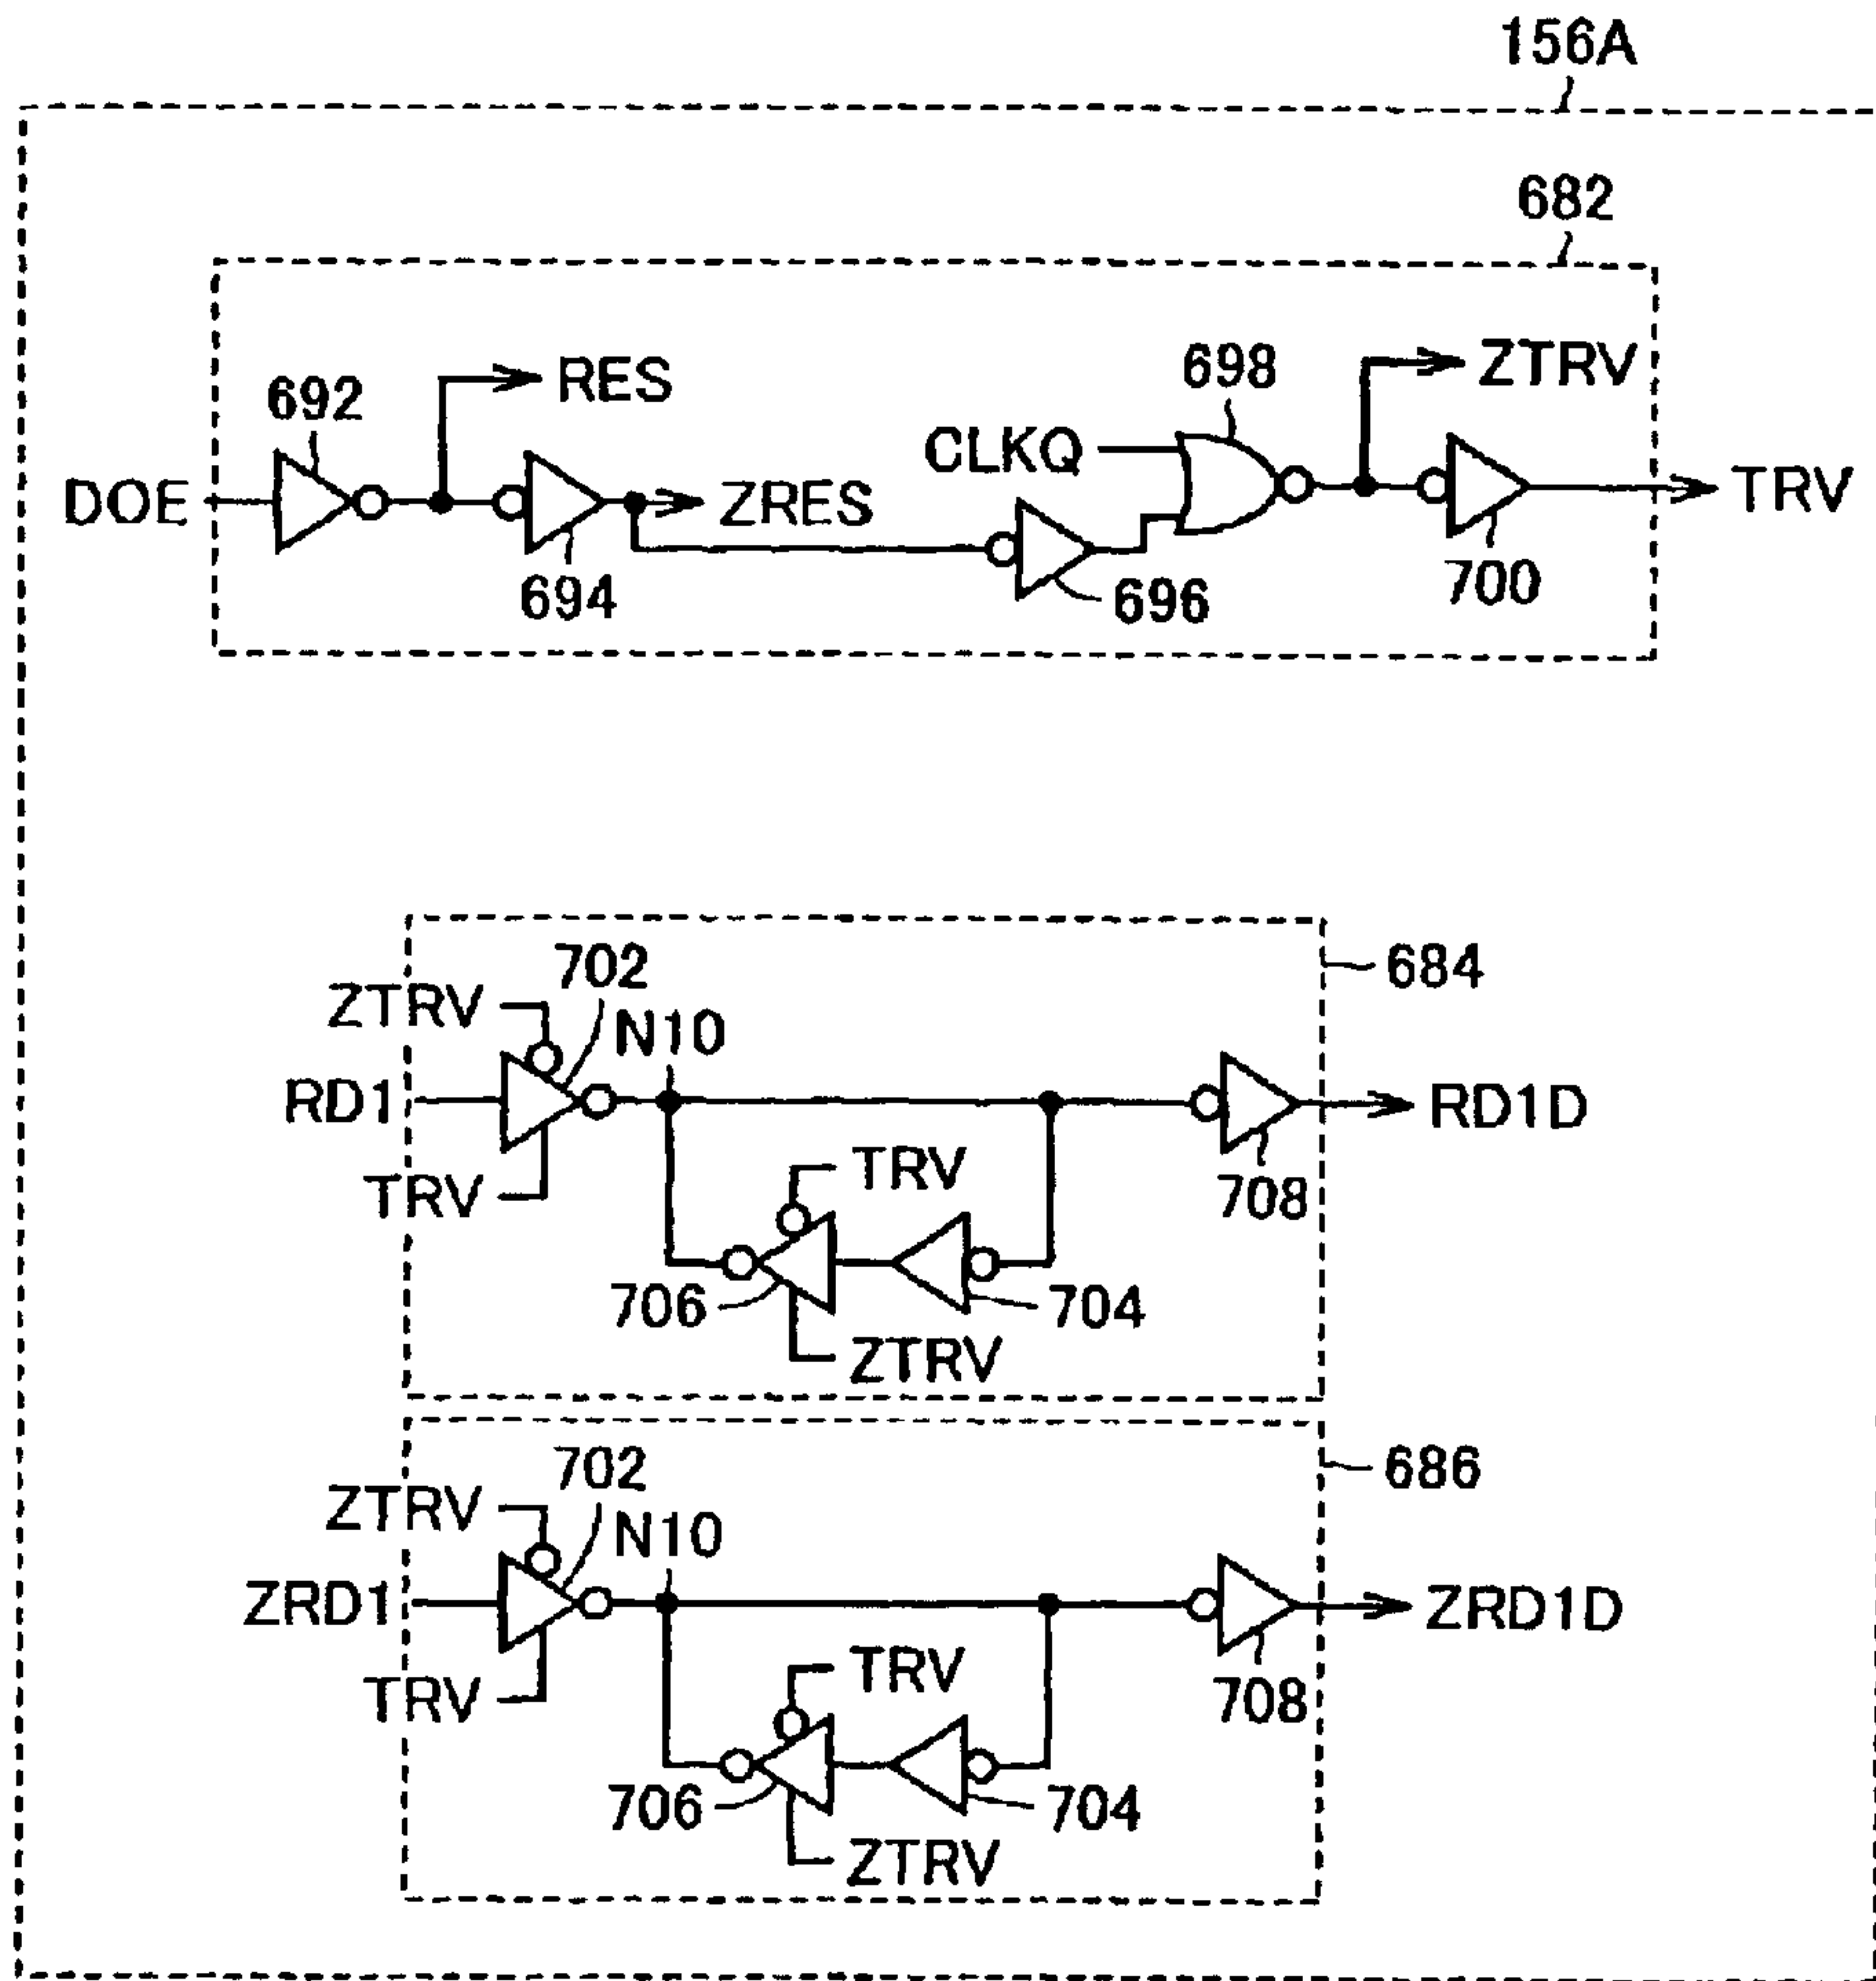 156A
682
RES
ZTRV
692
698
CLKQ
DOE
ZRES
TRV
694
696
700
702
684
ZTRV
N10
RD1
RD1D
TRV
TRV
708
706
704
ZTRV
702
686
ZTRV
N10
ZRD1
ZRD1D
TRV
TRV
708
706
704
ZTRV